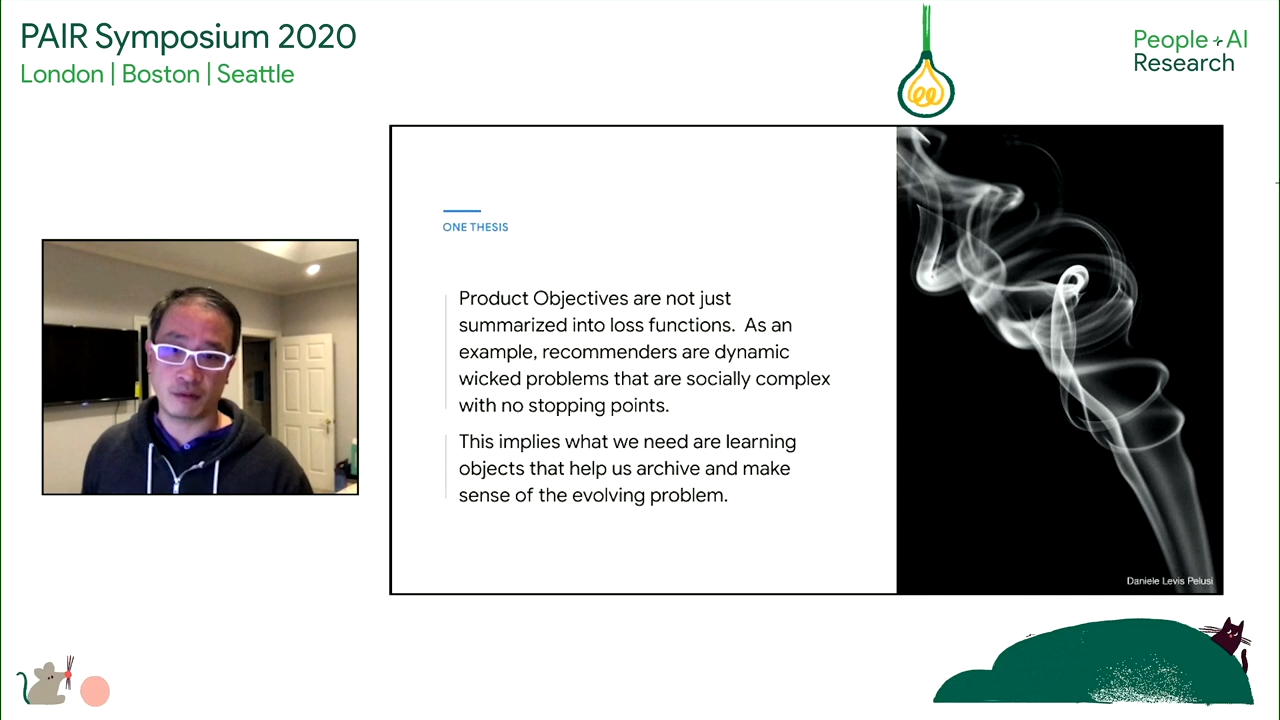 PAIR Symposium 2020
London | Boston | Seattle
People + AI
Research
ONE THESIS
Product Objectives are not just
summarized into loss functions.  As an
example, recommenders are dynamic
wicked problems that are socially complex
with no stopping points.
This implies what we need are learning
objects that help us archive and make
sense of the evolving problem.
Daniele Levis Pelusi